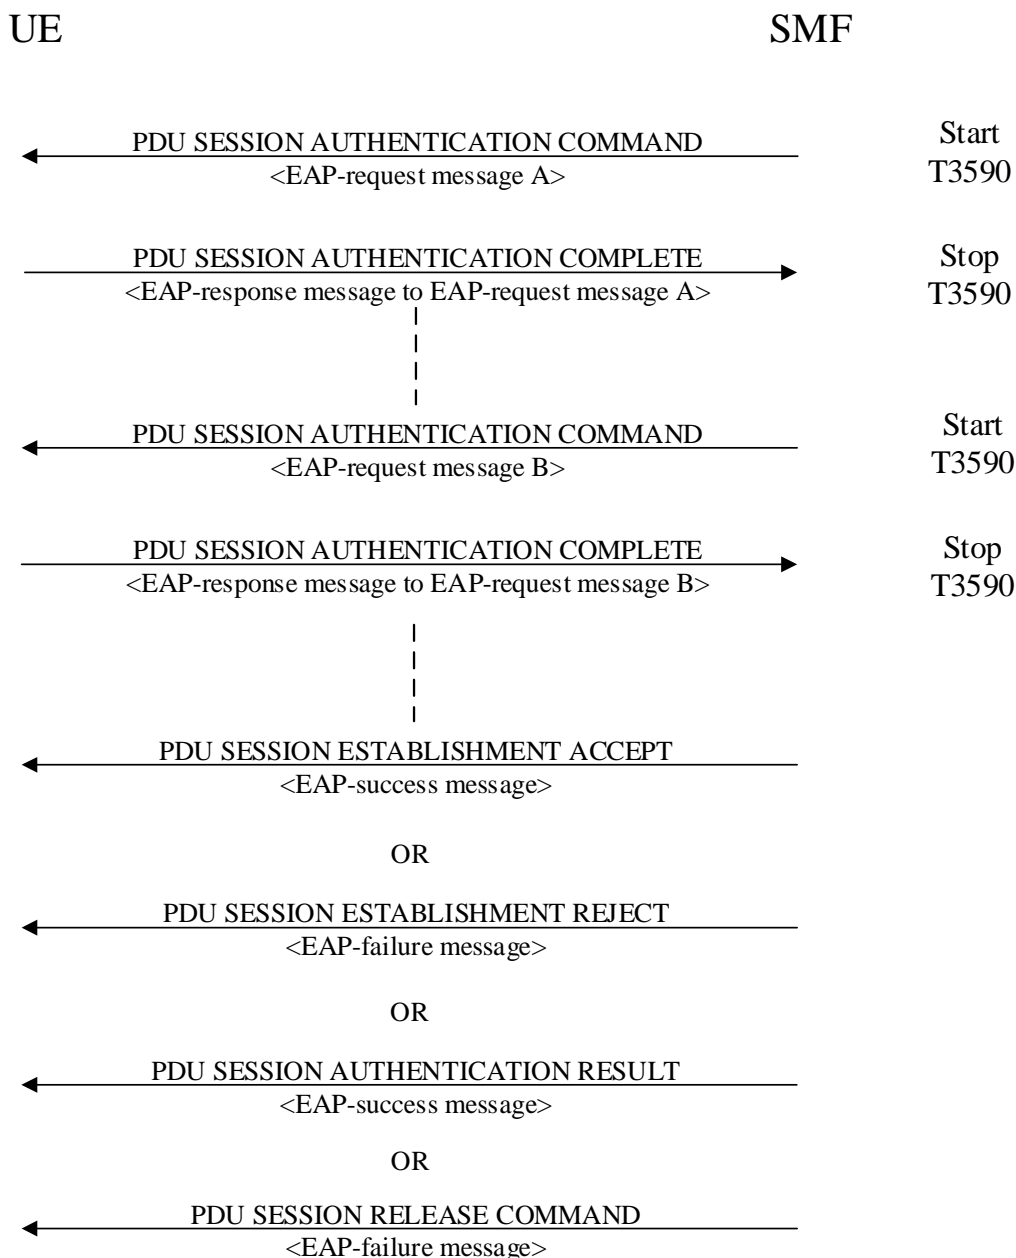 UE SMF
PDU SESSION AUTHENTICATION COMMAND
<EAP-request message A>
Start
T3590
PDU SESSION AUTHENTICATION COMPLETE
<EAP-response message to EAP-request message A>
Stop
T3590
PDU SESSION AUTHENTICATION COMMAND
<EAP-request message B>
Start
T3590
PDU SESSION AUTHENTICATION COMPLETE
<EAP-response message to EAP-request message B>
Stop
T3590
PDU SESSION ESTABLISHMENT ACCEPT
<EAP-success message>
OR
PDU SESSION ESTABLISHMENT REJECT
<EAP-failure message>
OR
PDU SESSION AUTHENTICATION RESULT
<EAP-success message>
OR
PDU SESSION RELEASE COMMAND
<EAP-failure message>